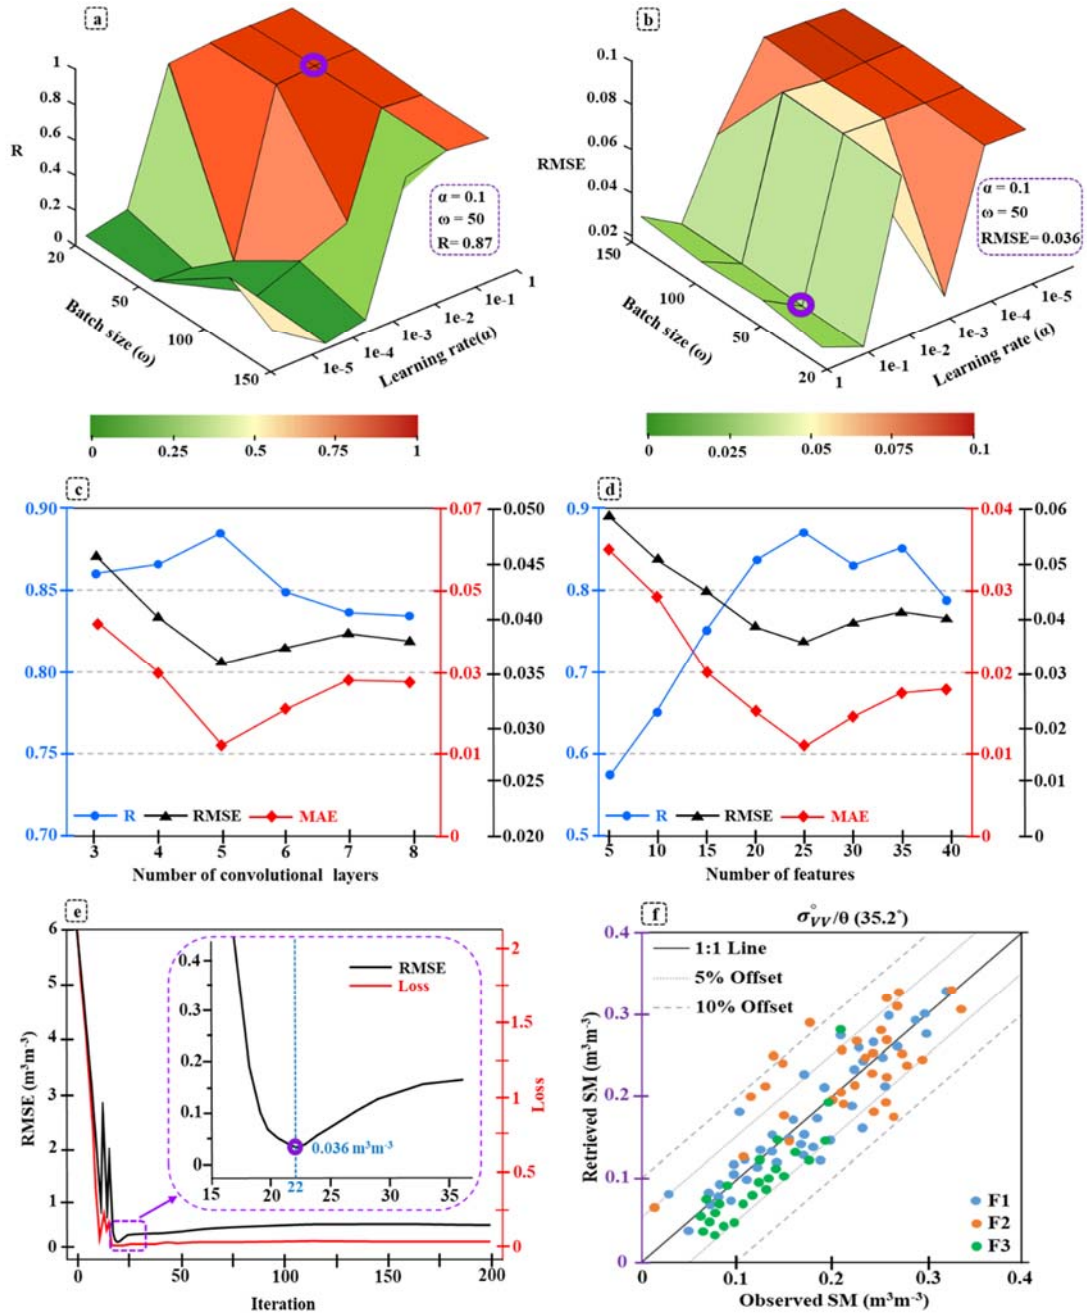 a
1
0.8
0.6
0.4
0.2
0
R
20
50
100
150
Batch size (ω)
1e-5
1e-4
1e-3
1e-2
1e-1
1
Learning rate(α)
α = 0.1
ω = 50
R= 0.87
0
0.25
0.5
0.75
1
b
0.1
0.08
0.06
0.04
0.02
RMSE
150
100
50
20
Batch size (ω)
1
1e-1
1e-2
1e-3
1e-4
1e-5
Learning rate (α)
α = 0.1
ω = 50
RMSE= 0.036
0
0.025
0.05
0.075
0.1
c
0.90
0.85
0.80
0.75
0.70
0.07
0.05
0.03
0.01
0
0.050
0.045
0.040
0.035
0.030
0.025
0.020
R
RMSE
MAE
3
4
5
6
7
8
Number of convolutional layers
d
0.9
0.8
0.7
0.6
0.5
0.04
0.03
0.02
0.01
0
0.06
0.05
0.04
0.03
0.02
0.01
0
R
RMSE
MAE
5
10
15
20
25
30
35
40
Number of features
e
6
5
4
3
2
1
0
RMSE (m³m⁻³)
2
1.5
1
0.5
0
Loss
0.4
0.3
0.2
0.1
0
RMSE
Loss
0.036 m³m⁻³
15
20
22
25
30
35
0
25
50
75
100
125
150
200
Iteration
f
σ°VV/θ (35.2°)
0.4
0.3
0.2
0.1
0
Retrieved SM (m³m⁻³)
1:1 Line
5% Offset
10% Offset
F1
F2
F3
0
0.1
0.2
0.3
0.4
Observed SM (m³m⁻³)